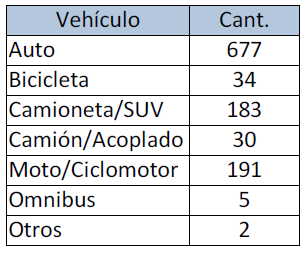 Vehículo Cant.
Auto 677
Bicicleta 34
Camioneta/SUV 183
Camión/Acoplado 30
Moto/Ciclomotor 191
Omnibus 5
Otros 2